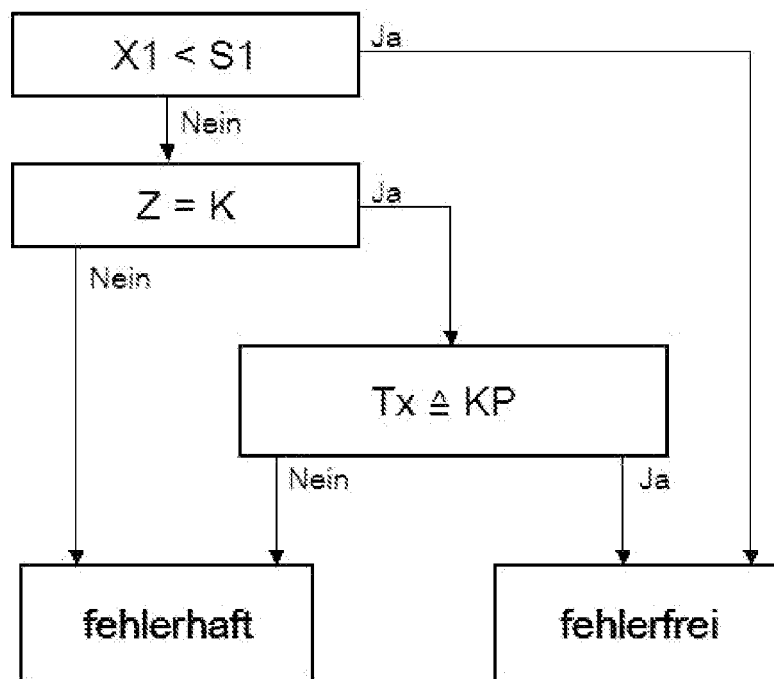 X1 < S1
Ja
Nein
Z = K
Ja
Nein
Tx ≙ KP
Nein
Ja
fehlerhaft
fehlerfrei